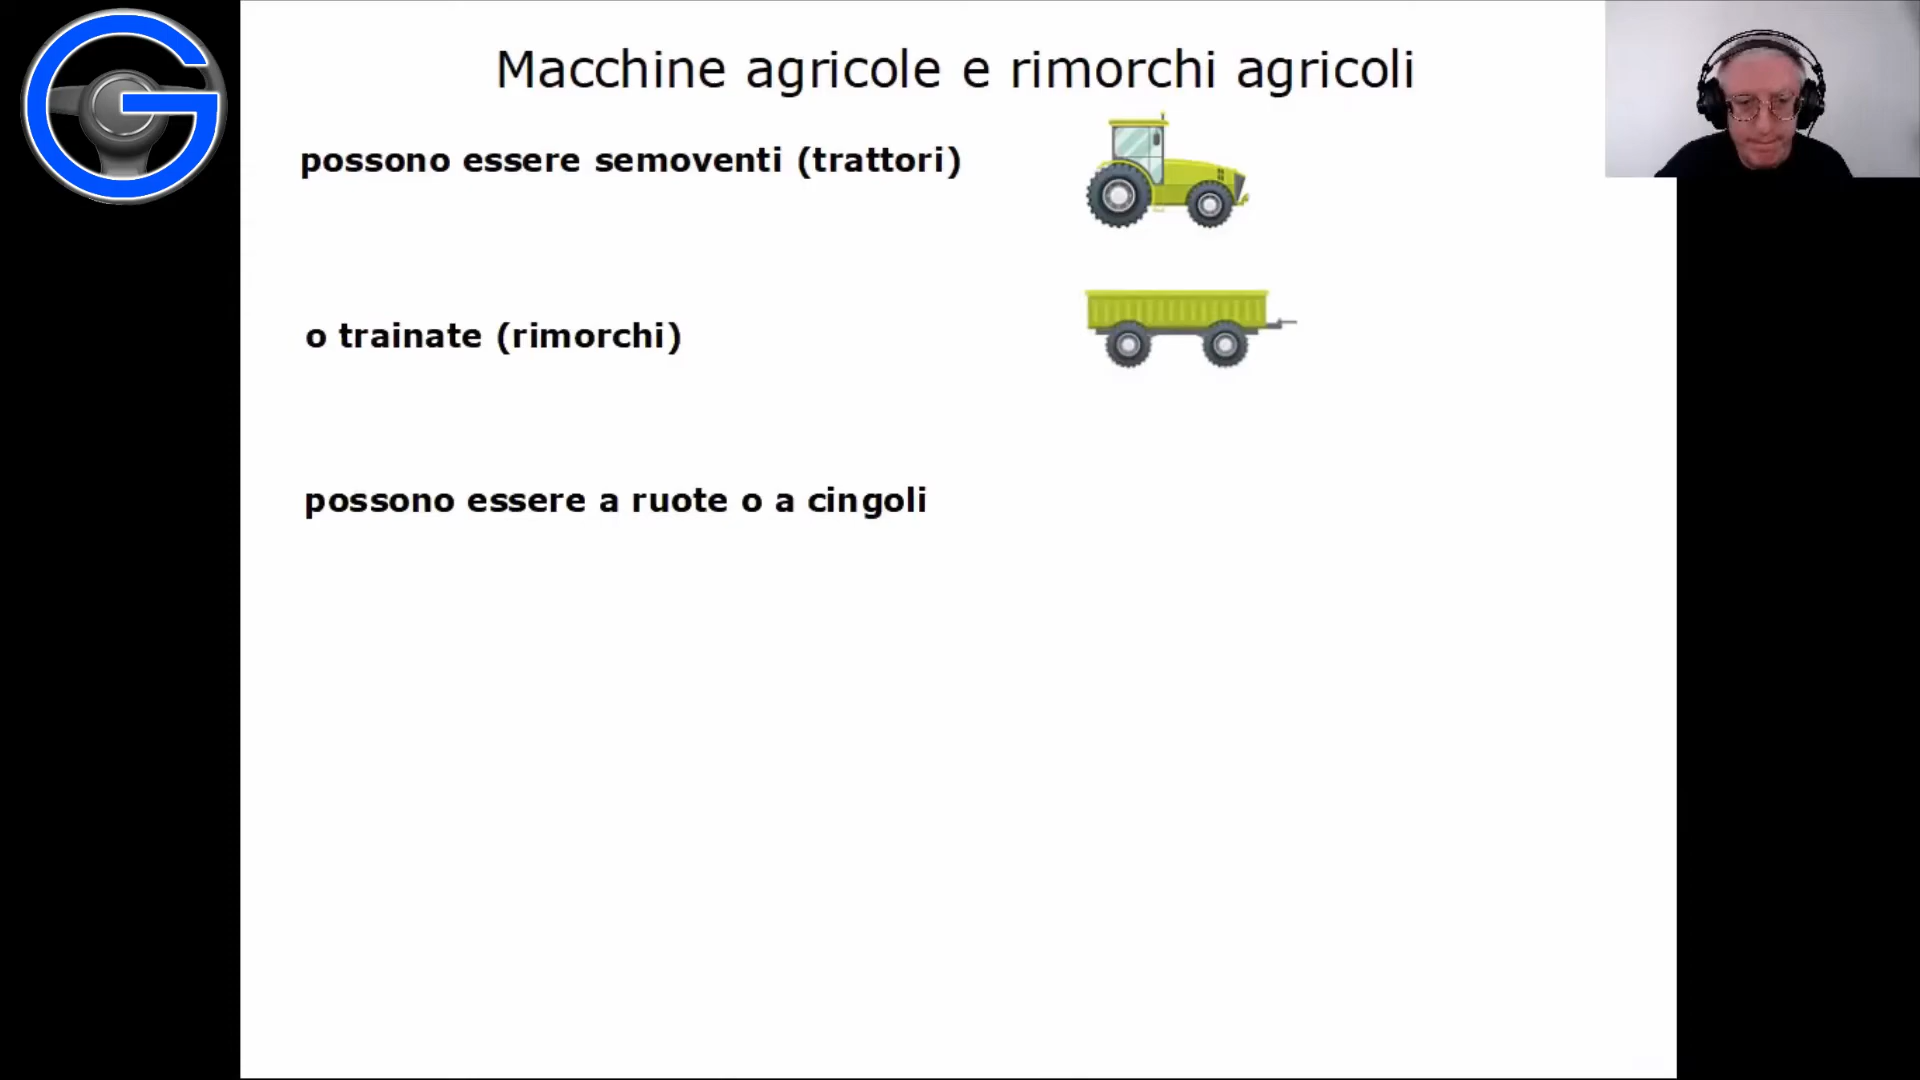 Macchine agricole e rimorchi agricoli
possono essere semoventi (trattori)
o trainate (rimorchi)
possono essere a ruote o a cingoli
G